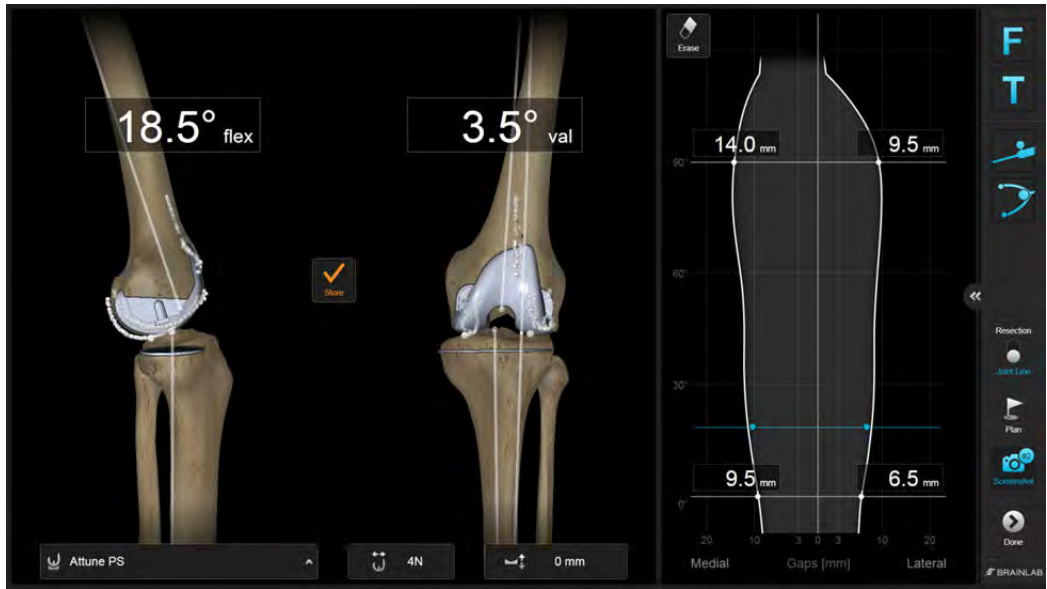 18.5° flex
3.5° val
Store
Attune PS
4N
0 mm
Erase
14.0 mm
9.5 mm
90°
60°
30°
9.5 mm
6.5 mm
0°
20 10 3 0 3 10 20
Medial Gaps [mm] Lateral
F
T
Resection
Joint Line
Plan
Screenshot
Done
BRAINLAB